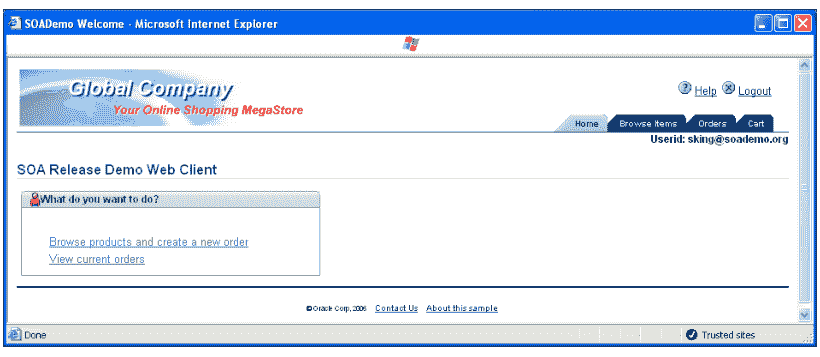 SOADemo Welcome - Microsoft Internet Explorer
Global Company
Your Online Shopping MegaStore
Help Logout
Home Browse Items Orders Cart
Userid: sking@soademo.org
SOA Release Demo Web Client
What do you want to do?
Browse products and create a new order
View current orders
©Oracle Corp, 2006 Contact Us About this sample
Done Trusted sites